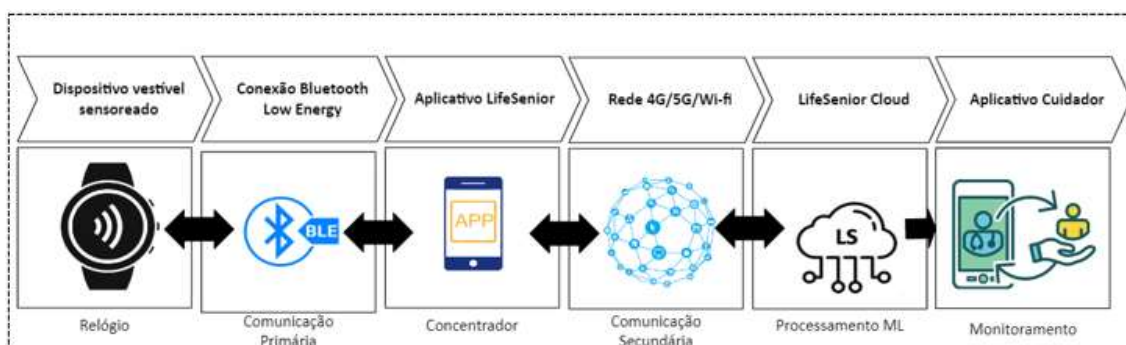 Dispositivo vestível
sensoreado
Conexão Bluetooth
Low Energy
Aplicativo LifeSenior
Rede 4G/5G/Wi-fi
LifeSenior Cloud
Aplicativo Cuidador
BLE
APP
LS
Relógio
Comunicação
Primária
Concentrador
Comunicação
Secundária
Processamento ML
Monitoramento